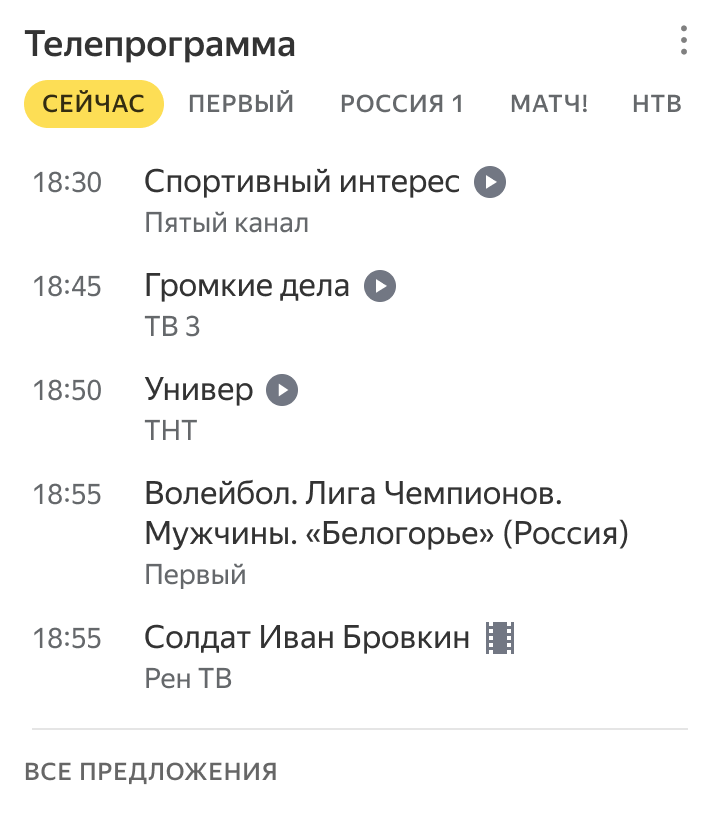 Телепрограмма
СЕЙЧАС ПЕРВЫЙ РОССИЯ 1 МАТЧ! НТВ
18:30 Спортивный интерес
Пятый канал
18:45 Громкие дела
ТВ 3
18:50 Универ
ТНТ
18:55 Волейбол. Лига Чемпионов.
Мужчины. «Белогорье» (Россия)
Первый
18:55 Солдат Иван Бровкин
Рен ТВ
ВСЕ ПРЕДЛОЖЕНИЯ